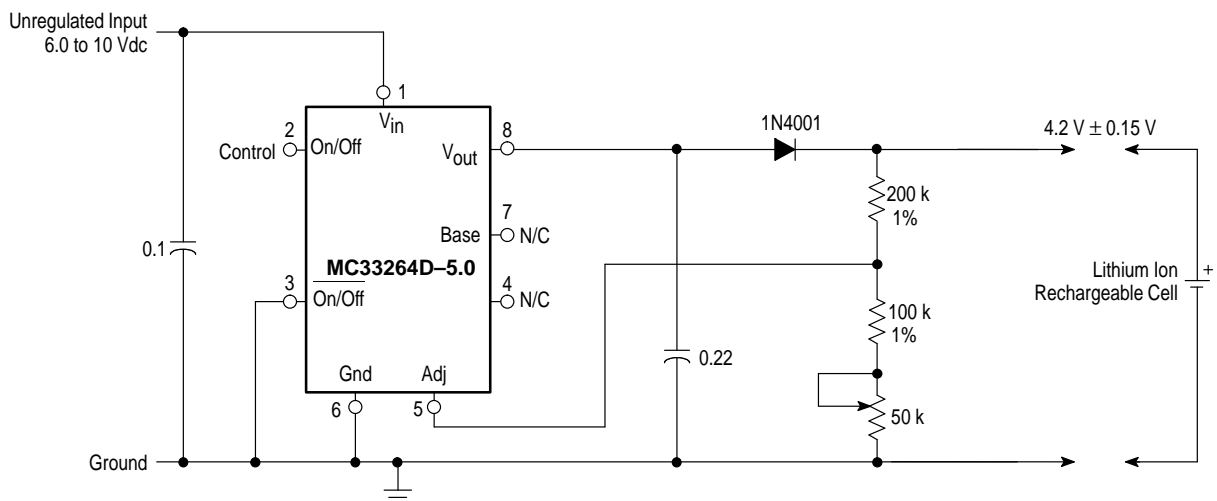 Unregulated Input
6.0 to 10 Vdc
1
Vin
2
Control
On/Off
8
Vout
1N4001
4.2 V ± 0.15 V
200 k
1%
7
Base
N/C
0.1
MC33264D–5.0
3
On/Off
4
N/C
Lithium Ion
Rechargeable Cell
+
100 k
1%
0.22
Gnd
Adj
6
5
50 k
Ground